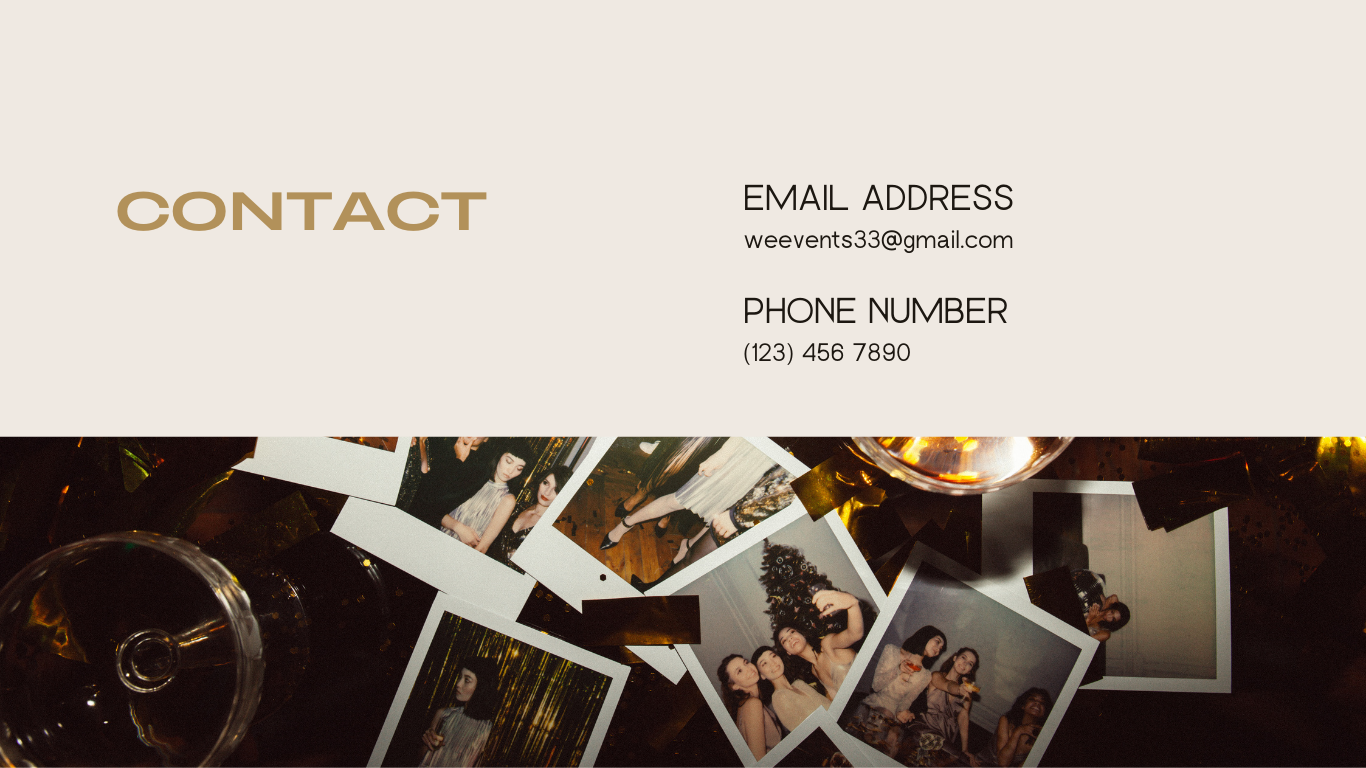 CONTACT
EMAIL ADDRESS
weevents33@gmail.com
PHONE NUMBER
(123) 456 7890